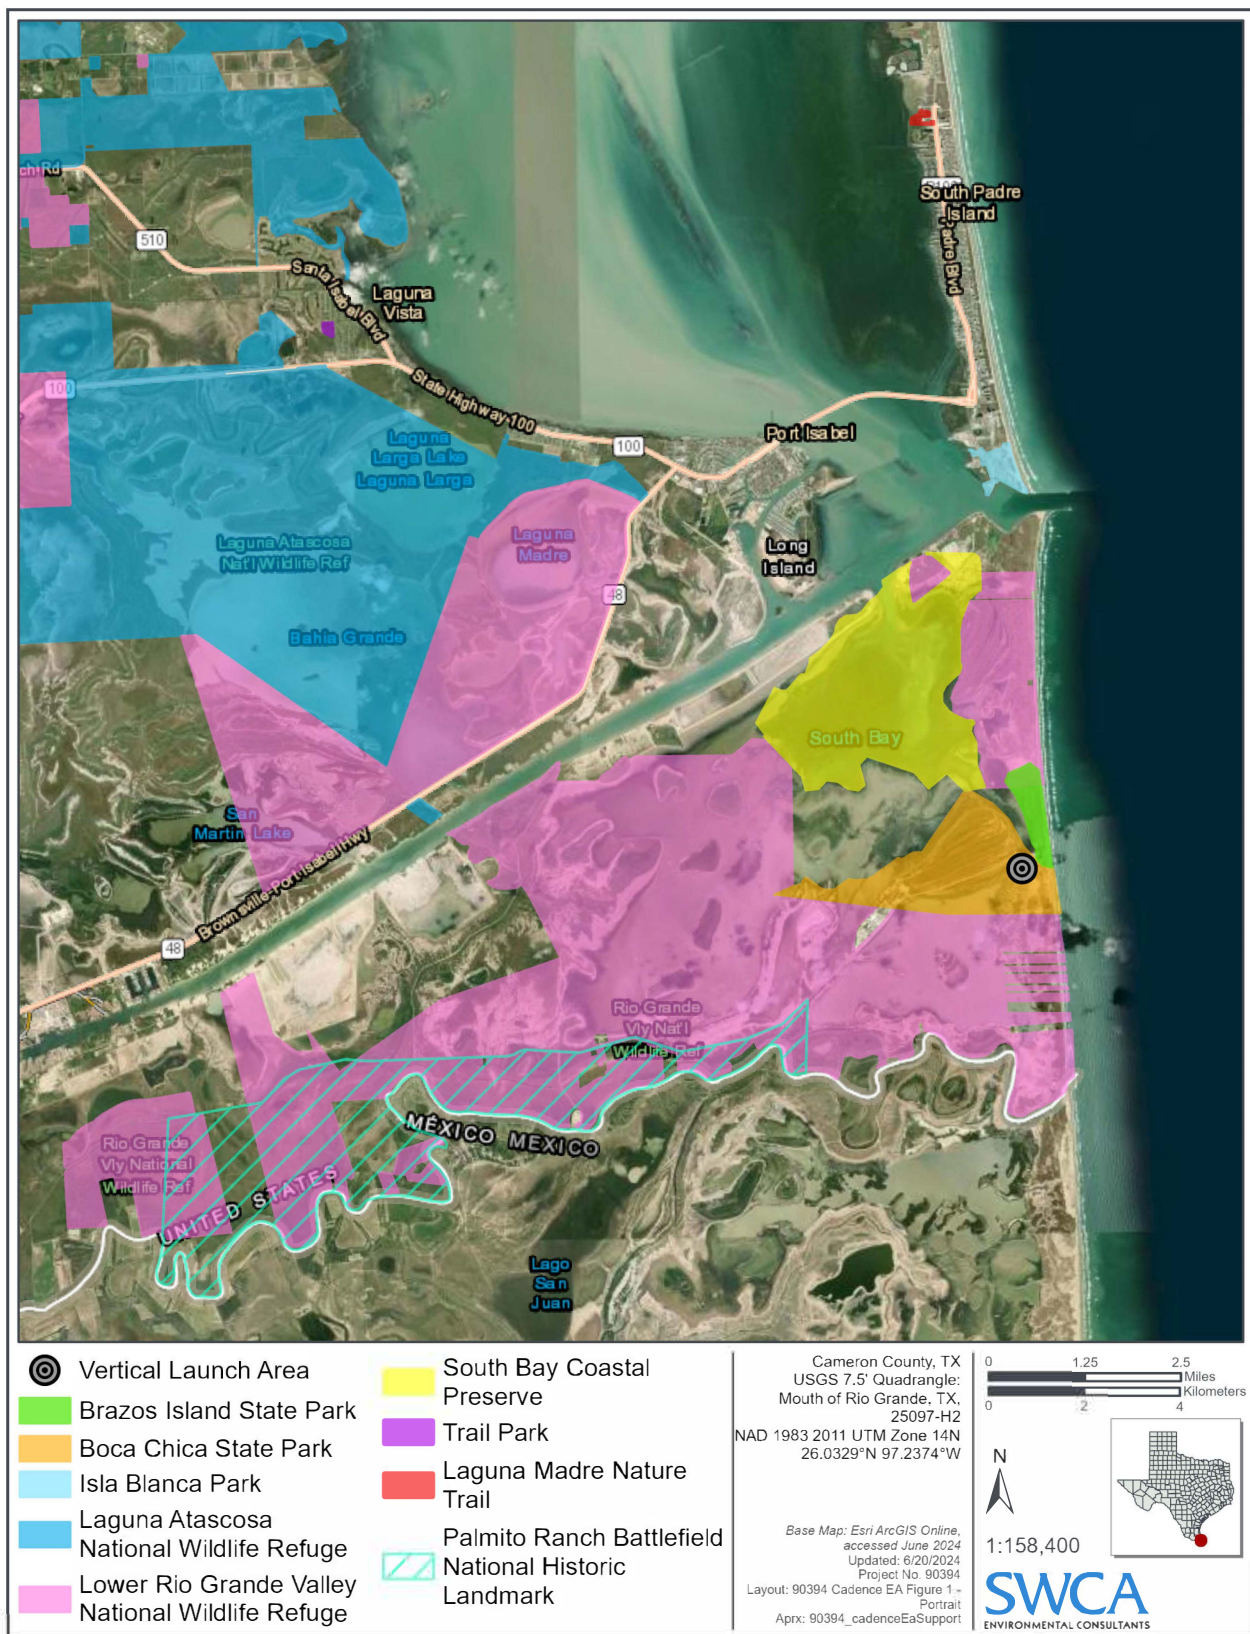 ch Rd
510
Santa Isabel Blvd
Laguna
Vista
South Padre
Island
Padre Blvd
100
State Highway 100
100
Port Isabel
Laguna
Larga Lake
Laguna Larga
Laguna Atascosa
Nat'l Wildlife Ref
Laguna
Madre
Long
Island
48
Bahia Grande
South Bay
San
Martin Lake
Brownsville-Port Isabel Hwy
48
Rio Grande
Vly Nat'l
Wildlife Ref
MÉXICO MEXICO
Rio Grande
Vly National
Wildlife Ref
UNITED STATES
Lago
San
Juan
Vertical Launch Area
Brazos Island State Park
Boca Chica State Park
Isla Blanca Park
Laguna Atascosa
National Wildlife Refuge
Lower Rio Grande Valley
National Wildlife Refuge
South Bay Coastal
Preserve
Trail Park
Laguna Madre Nature
Trail
Palmito Ranch Battlefield
National Historic
Landmark
Cameron County, TX
USGS 7.5' Quadrangle:
Mouth of Rio Grande, TX,
25097-H2
NAD 1983 2011 UTM Zone 14N
26.0329°N 97.2374°W
Base Map: Esri ArcGIS Online,
accessed June 2024
Updated: 6/20/2024
Project No. 90394
Layout: 90394 Cadence EA Figure 1 -
Portrait
Aprx: 90394_cadenceEaSupport
0 1.25 2.5
Miles
Kilometers
0 2 4
N
1:158,400
SWCA
ENVIRONMENTAL CONSULTANTS